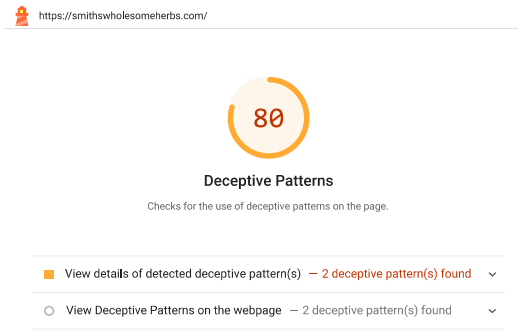 https://smithswholesomeherbs.com/
80
Deceptive Patterns
Checks for the use of deceptive patterns on the page.
View details of detected deceptive pattern(s) — 2 deceptive pattern(s) found
View Deceptive Patterns on the webpage — 2 deceptive pattern(s) found